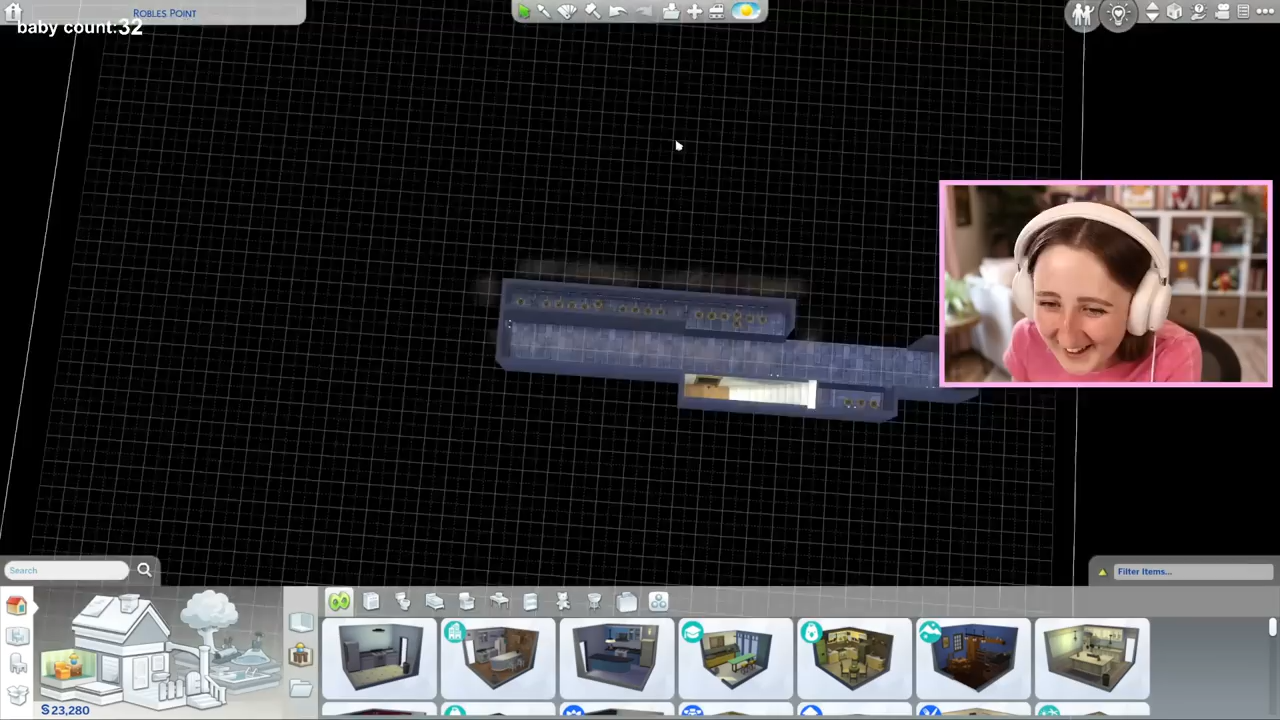 ROBLES POINT
baby count:32
Search
Filter Items...
§23,280